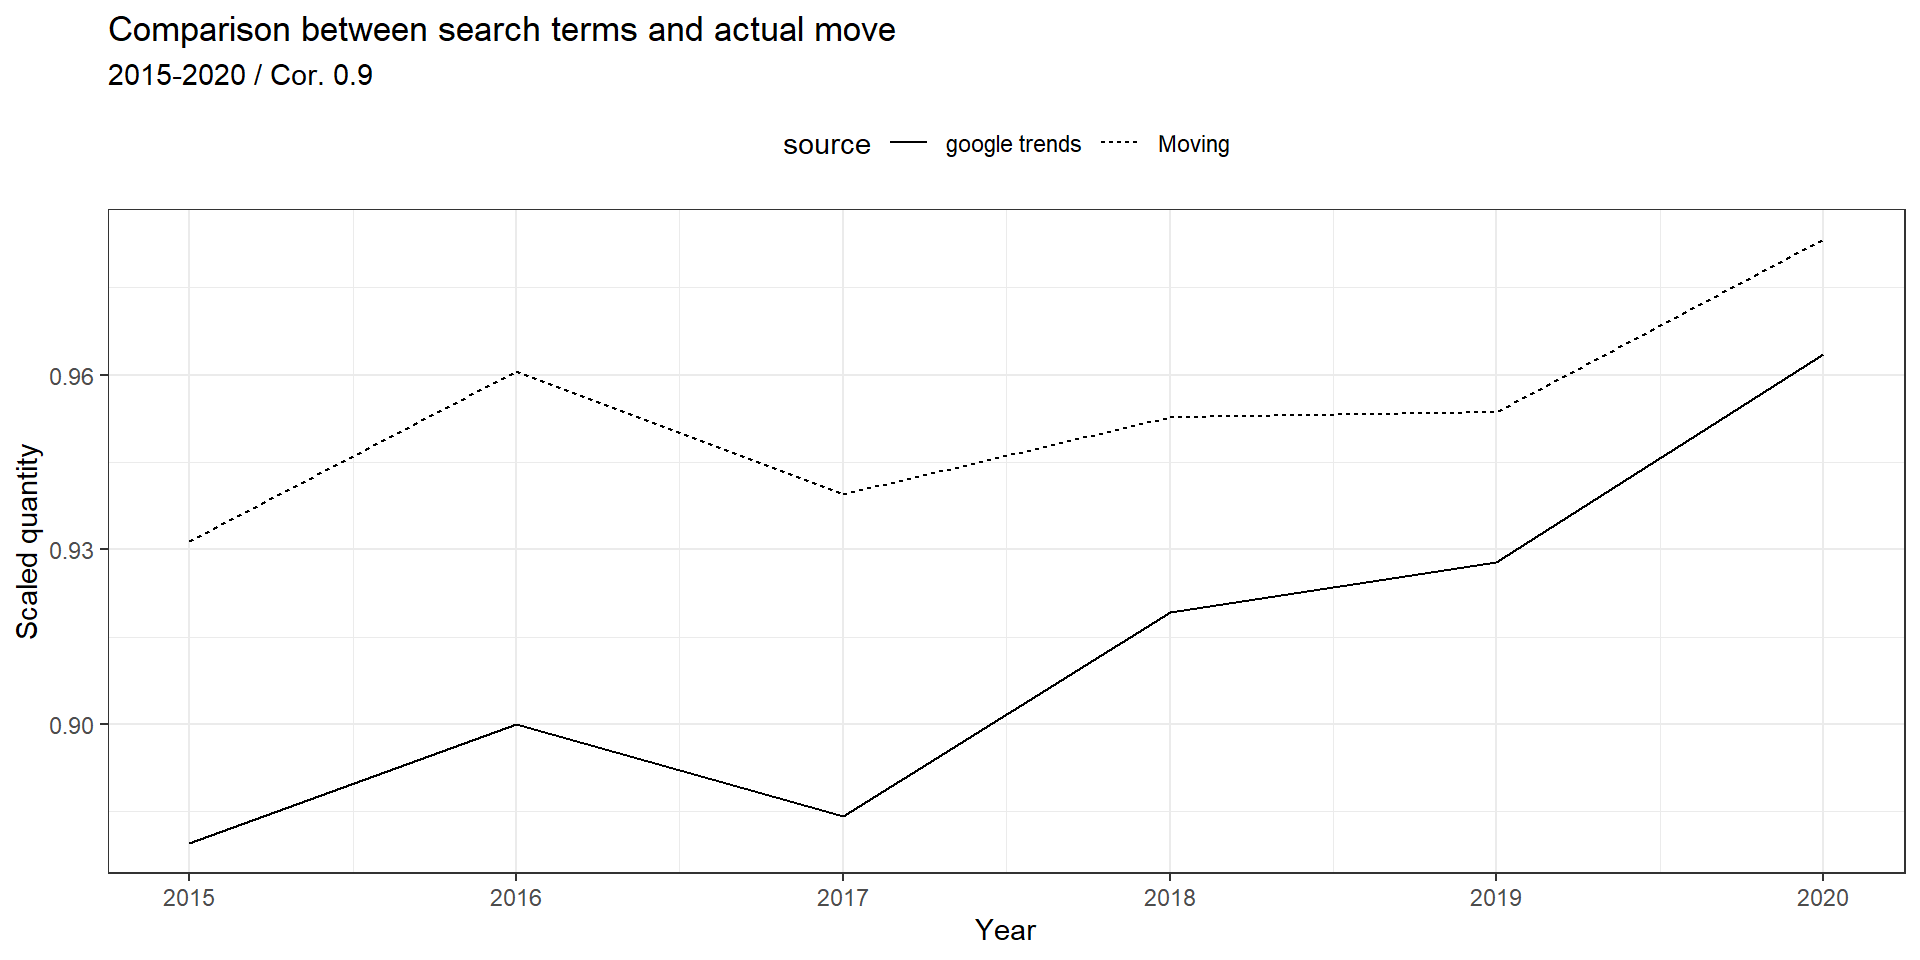 Comparison between search terms and actual move
2015-2020 / Cor. 0.9
source google trends Moving
Scaled quantity
0.96
0.93
0.90
2015 2016 2017 2018 2019 2020
Year